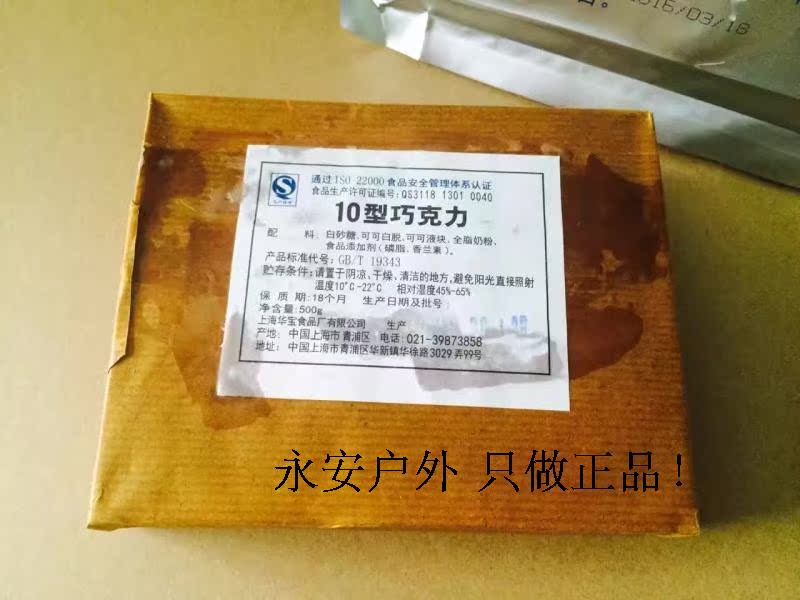 2016/03/18
通过ISO 22000食品安全管理体系认证
食品生产许可证编号:QS3118 1301 0040
10型巧克力
配 料:白砂糖、可可白脱、可可液块、全脂奶粉、
食品添加剂(磷脂、香兰素)。
产品标准代号:GB/T 19343
贮存条件:请置于阴凉、干燥、清洁的地方,避免阳光直接照射
温度10°C-22°C 相对湿度45%-65%
保 质 期:18个月 生产日期及批号:
净含量:500g
上海华宝食品厂有限公司 生产
产地:中国上海市青浦区 电话:021-39873858
地址:中国上海市青浦区华新镇华徐路3029弄99号
永安户外 只做正品!